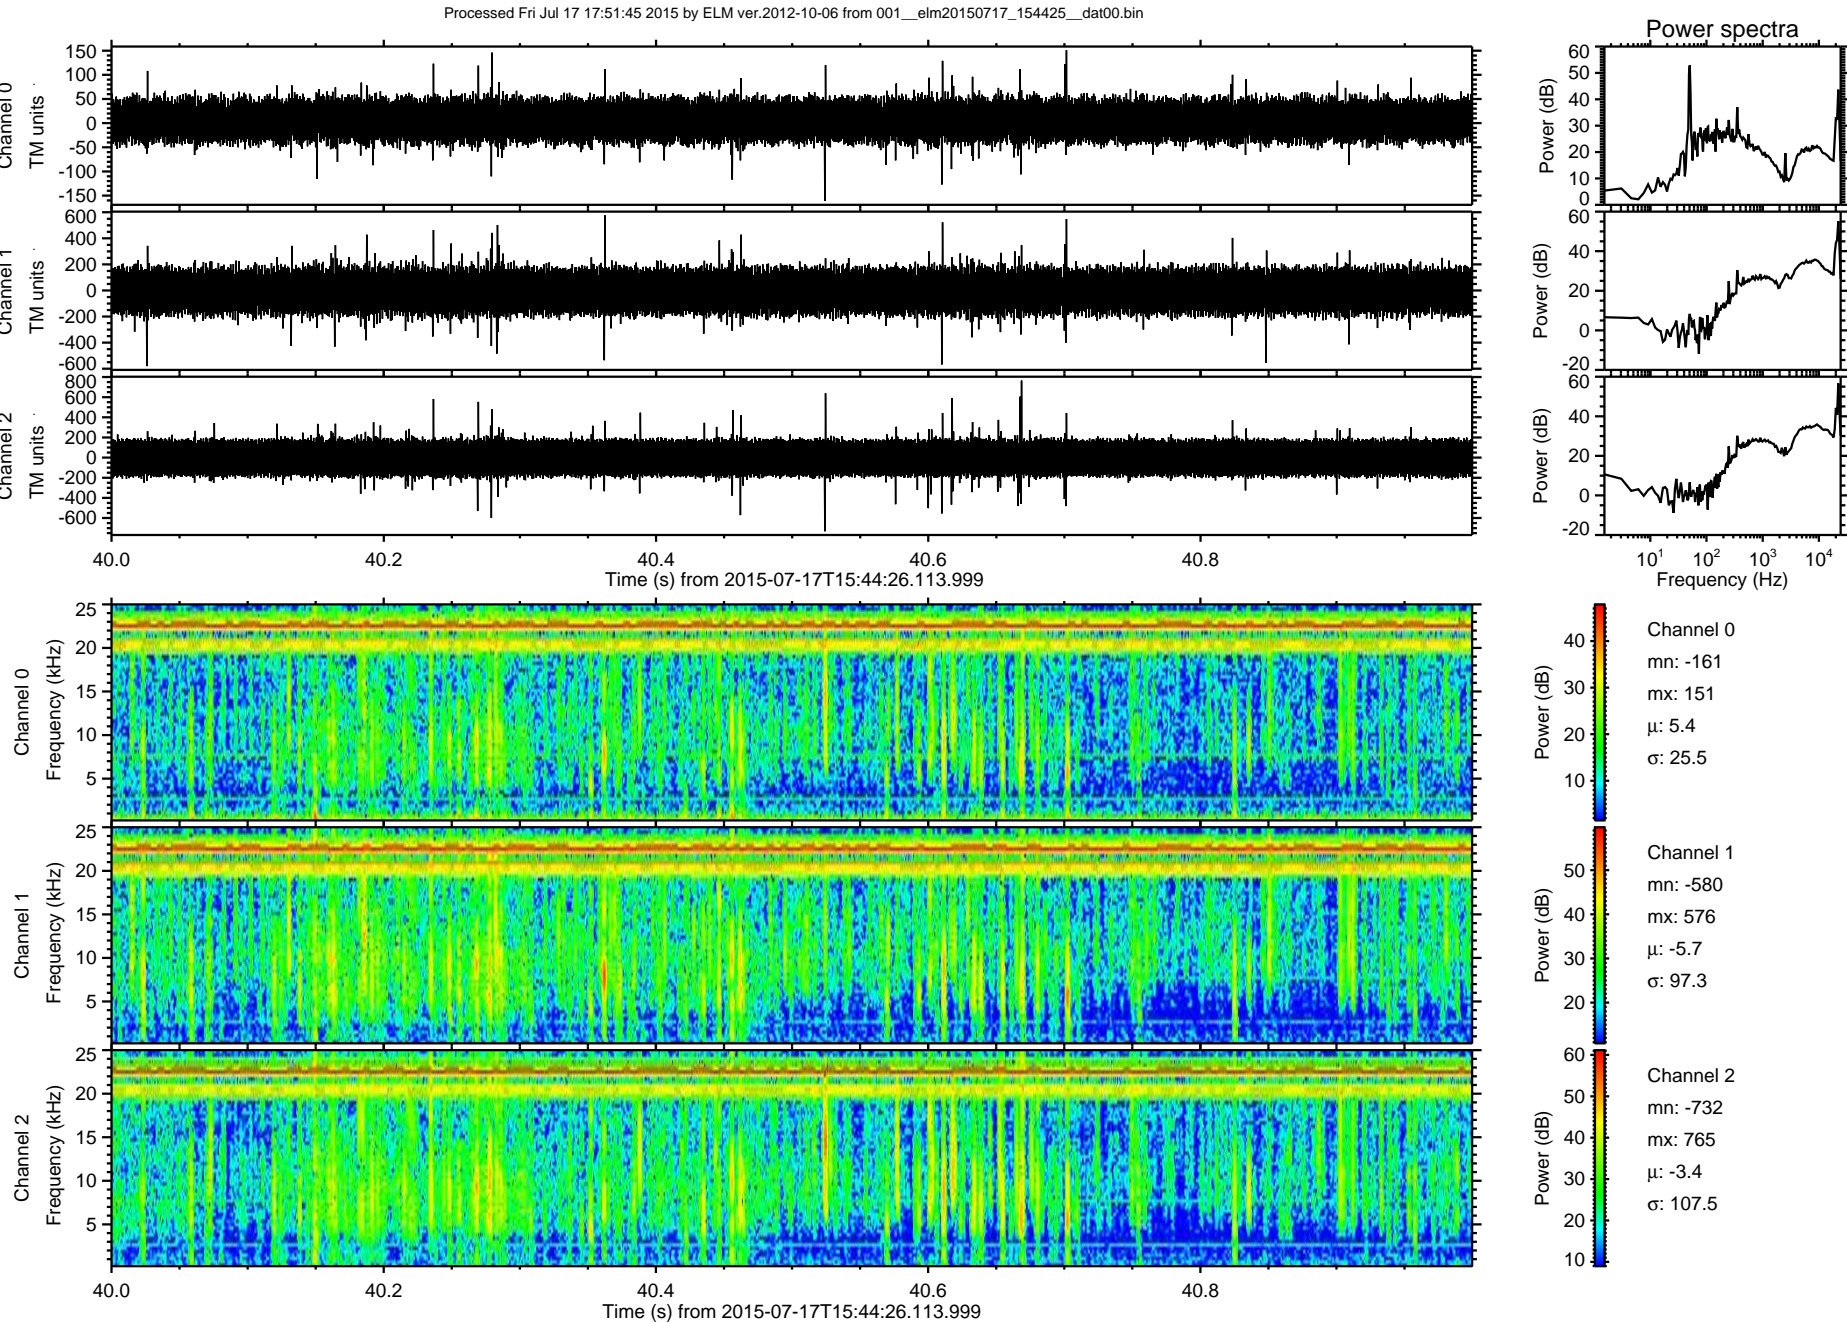 Processed Fri Jul 17 17:51:45 2015 by ELM ver.2012-10-06 from 001__elm20150717_154425__dat00.bin
Power spectra
Channel 0
TM units
150
100
50
0
-50
-100
-150
Power (dB)
60
50
40
30
20
10
0
Channel 1
TM units
600
400
200
0
-200
-400
-600
Power (dB)
60
40
20
0
-20
Channel 2
TM units
800
600
400
200
0
-200
-400
-600
Power (dB)
60
40
20
0
-20
40.0 40.2 40.4 40.6 40.8
Time (s) from 2015-07-17T15:44:26.113.999
10^1 10^2 10^3 10^4
Frequency (Hz)
Channel 0
Frequency (kHz)
25
20
15
10
5
Power (dB)
40
30
20
10
Channel 0
mn: -161
mx: 151
μ: 5.4
σ: 25.5
Channel 1
Frequency (kHz)
25
20
15
10
5
Power (dB)
50
40
30
20
Channel 1
mn: -580
mx: 576
μ: -5.7
σ: 97.3
Channel 2
Frequency (kHz)
25
20
15
10
5
Power (dB)
60
50
40
30
20
10
Channel 2
mn: -732
mx: 765
μ: -3.4
σ: 107.5
40.0 40.2 40.4 40.6 40.8
Time (s) from 2015-07-17T15:44:26.113.999